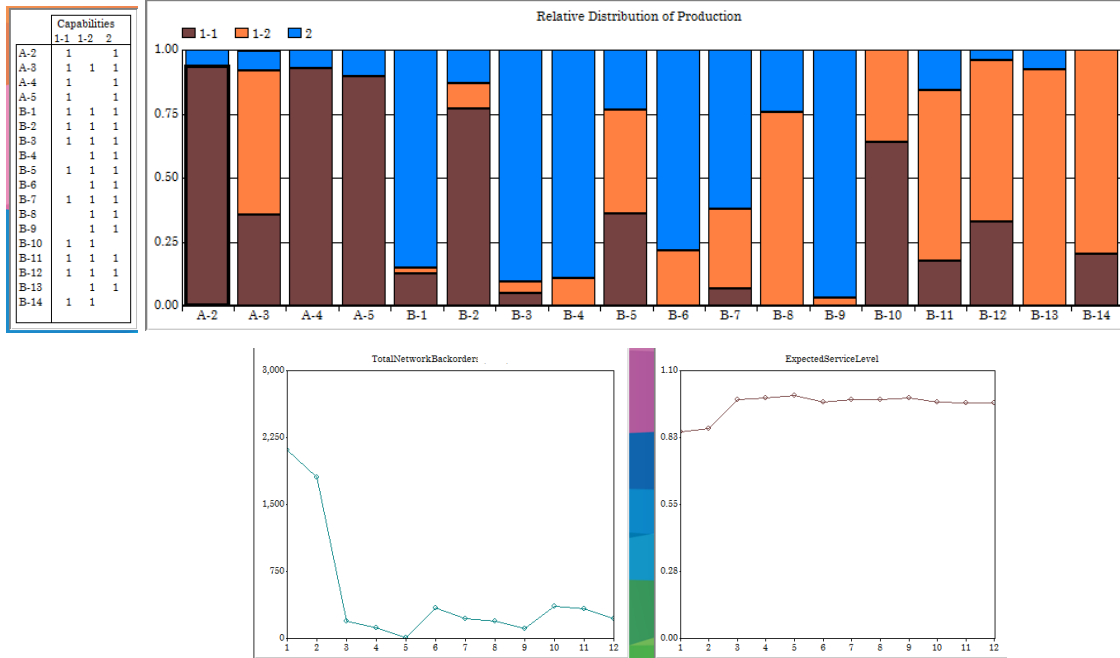 Capabilities
1-1 1-2 2
A-2 1 1
A-3 1 1 1
A-4 1 1
A-5 1 1
B-1 1 1 1
B-2 1 1 1
B-3 1 1 1
B-4 1 1
B-5 1 1 1
B-6 1 1
B-7 1 1 1
B-8 1 1
B-9 1 1
B-10 1 1
B-11 1 1 1
B-12 1 1 1
B-13 1 1
B-14 1 1
Relative Distribution of Production
1-1 1-2 2
1.00
0.75
0.50
0.25
0.00
A-2 A-3 A-4 A-5 B-1 B-2 B-3 B-4 B-5 B-6 B-7 B-8 B-9 B-10 B-11 B-12 B-13 B-14
TotalNetworkBackorders
3,000
2,250
1,500
750
0
1 2 3 4 5 6 7 8 9 10 11 12
ExpectedServiceLevel
1.10
0.83
0.55
0.28
0.00
1 2 3 4 5 6 7 8 9 10 11 12